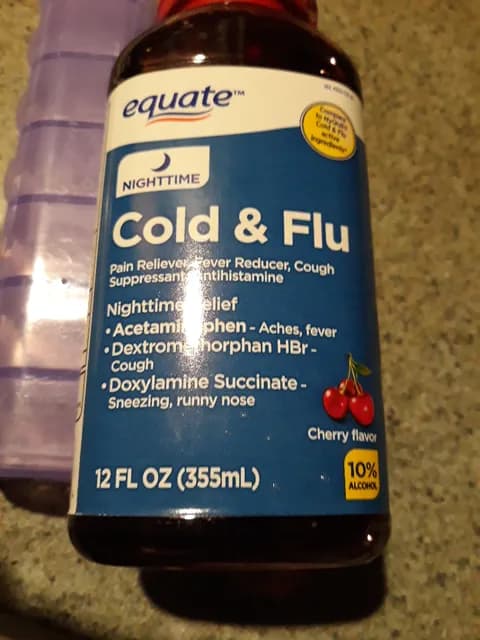 equate™
Compare
to NyQuil®
Cold & Flu
active
ingredients*
NIGHTTIME
Cold & Flu
Pain Reliever, Fever Reducer, Cough
Suppressant, Antihistamine
Nighttime Relief
• Acetaminophen - Aches, fever
• Dextromethorphan HBr -
Cough
• Doxylamine Succinate -
Sneezing, runny nose
Cherry flavor
12 FL OZ (355mL)
10%
ALCOHOL